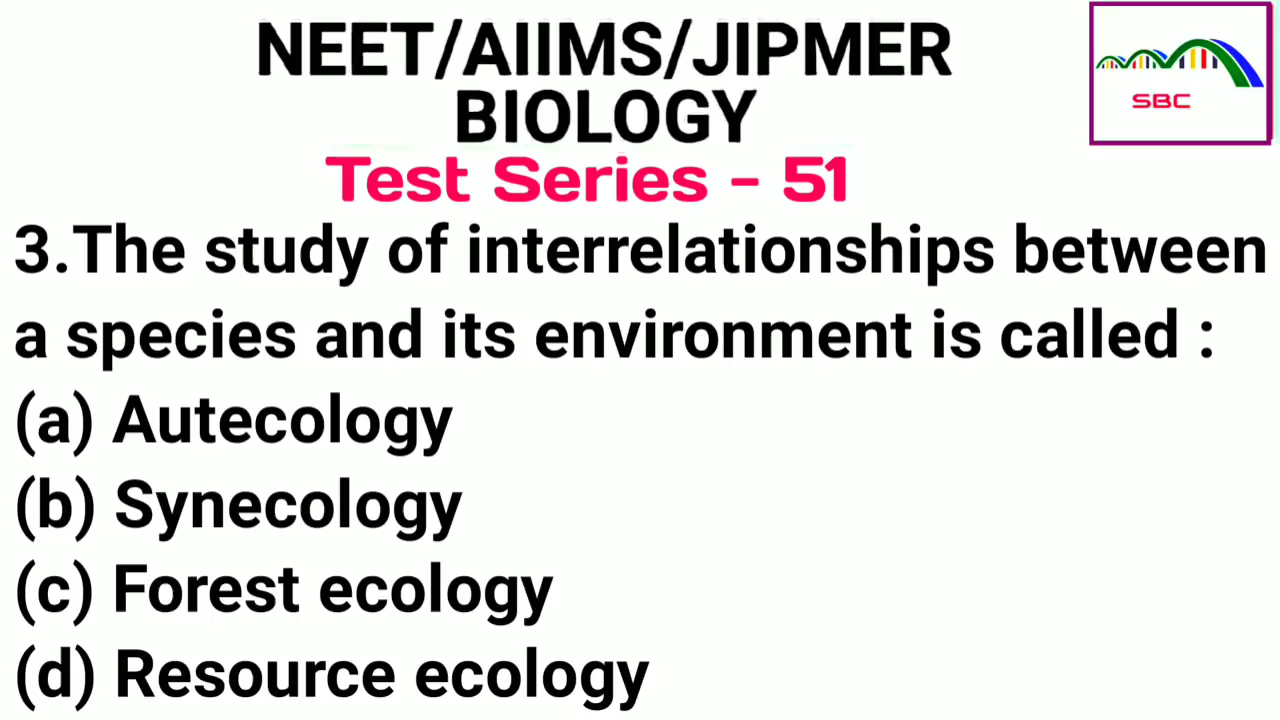 NEET/AIIMS/JIPMER
BIOLOGY
SBC
Test Series - 51
3.The study of interrelationships between
a species and its environment is called :
(a) Autecology
(b) Synecology
(c) Forest ecology
(d) Resource ecology